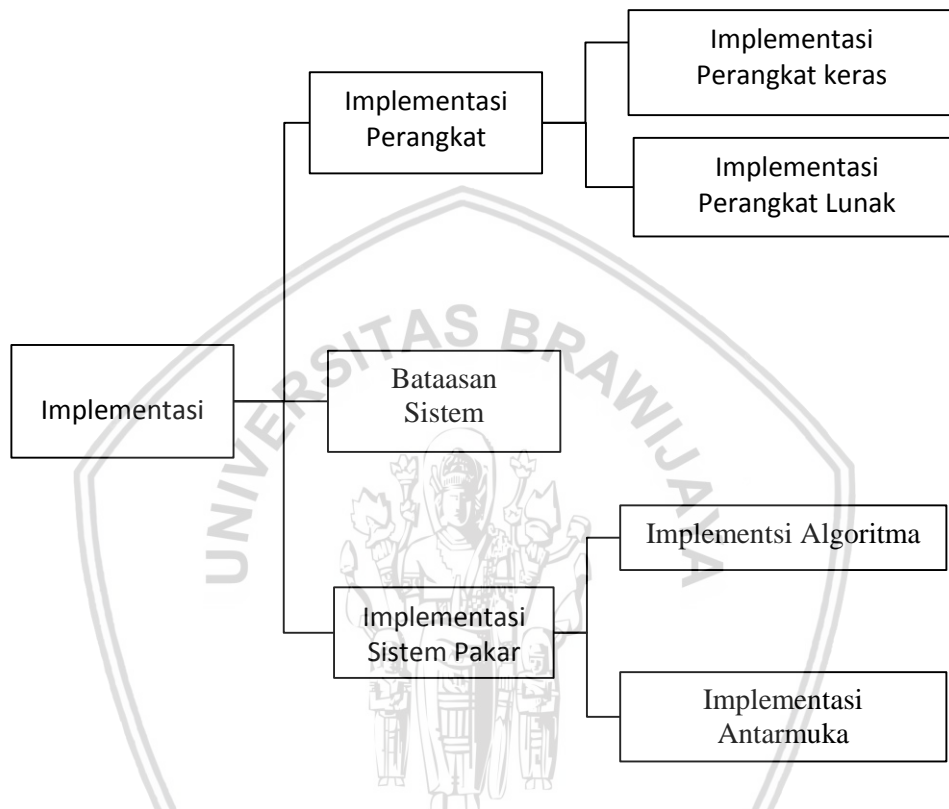 Implementasi
Perangkat keras
Implementasi
Perangkat
Implementasi
Perangkat Lunak
UNIVERSITAS BRAWIJAYA
Implementasi
Bataasan
Sistem
Implementsi Algoritma
Implementasi
Sistem Pakar
Implementasi
Antarmuka